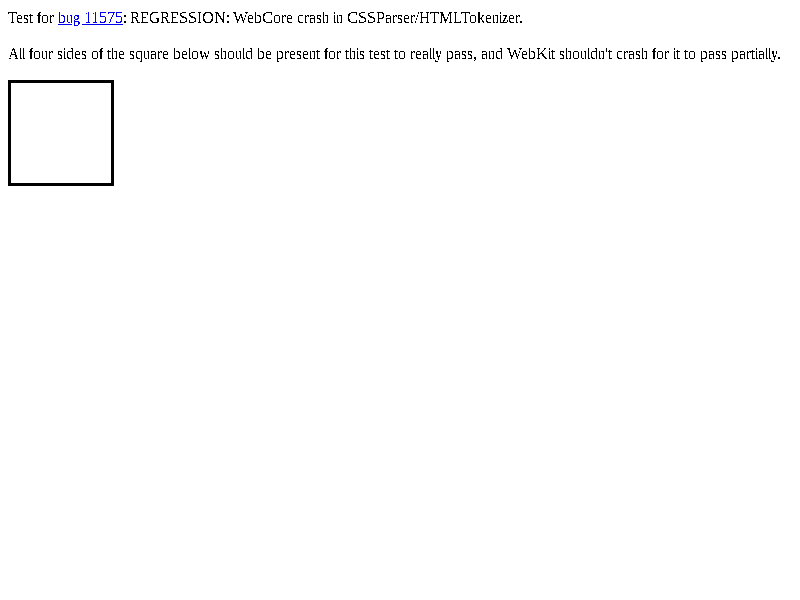 Test for bug 11575: REGRESSION: WebCore crash in CSSParser/HTMLTokenizer.
All four sides of the square below should be present for this test to really pass, and WebKit shouldn't crash for it to pass partially.